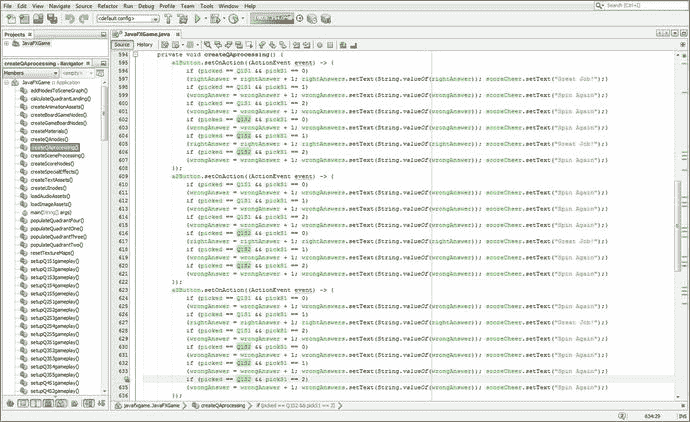 File Edit View Navigate Source Refactor Run Debug Profile Team Tools Window Help
Search (Ctrl+I)
<default config>
Projects
JavaFXGame
createQAprocessing() - Navigator
Members
<empty>
JavaFXGame :: Application
addNodesToSceneGraph()
calculateQuadrantLanding()
createAnimationAssets()
createBoardGameNodes()
createGameBoardNodes()
createMaterials()
createQAnodes()
createQAprocessing()
createSceneProcessing()
createScoreNodes()
createSpecialEffects()
createTextAssets()
createUInodes()
loadAudioAssets()
loadImageAssets()
main(String[] args)
populateQuadrantFour()
populateQuadrantOne()
populateQuadrantThree()
populateQuadrantTwo()
resetTextureMaps()
setupQ1S1gameplay()
setupQ1S2gameplay()
setupQ1S3gameplay()
setupQ1S4gameplay()
setupQ1S5gameplay()
setupQ2S1gameplay()
setupQ2S2gameplay()
setupQ2S3gameplay()
setupQ2S4gameplay()
setupQ2S5gameplay()
setupQ3S1gameplay()
setupQ3S2gameplay()
setupQ3S3gameplay()
setupQ3S4gameplay()
setupQ3S5gameplay()
setupQ4S1gameplay()
setupQ4S2gameplay()
setupQ4S3gameplay()
JavaFXGame.java
Source History
594 private void createQAprocessing() {
595 a1Button.setOnAction((ActionEvent event) -> {
596 if (picked == Q1S1 && pickS1 == 0)
597 {rightAnswer = rightAnswer + 1; rightAnswers.setText(String.valueOf(rightAnswer)); scoreCheer.setText("Great Job!");}
598 if (picked == Q1S1 && pickS1 == 1)
599 {wrongAnswer = wrongAnswer + 1; wrongAnswers.setText(String.valueOf(wrongAnswer)); scoreCheer.setText("Spin Again");}
600 if (picked == Q1S1 && pickS1 == 2)
601 {wrongAnswer = wrongAnswer + 1; wrongAnswers.setText(String.valueOf(wrongAnswer)); scoreCheer.setText("Spin Again");}
602 if (picked == Q1S2 && pickS1 == 0)
603 {wrongAnswer = wrongAnswer + 1; wrongAnswers.setText(String.valueOf(wrongAnswer)); scoreCheer.setText("Spin Again");}
604 if (picked == Q1S2 && pickS1 == 1)
605 {rightAnswer = rightAnswer + 1; rightAnswers.setText(String.valueOf(rightAnswer)); scoreCheer.setText("Great Job!");}
606 if (picked == Q1S2 && pickS1 == 2)
607 {wrongAnswer = wrongAnswer + 1; wrongAnswers.setText(String.valueOf(wrongAnswer)); scoreCheer.setText("Spin Again");}
608 });
609 a2Button.setOnAction((ActionEvent event) -> {
610 if (picked == Q1S1 && pickS1 == 0)
611 {wrongAnswer = wrongAnswer + 1; wrongAnswers.setText(String.valueOf(wrongAnswer)); scoreCheer.setText("Spin Again");}
612 if (picked == Q1S1 && pickS1 == 1)
613 {wrongAnswer = wrongAnswer + 1; wrongAnswers.setText(String.valueOf(wrongAnswer)); scoreCheer.setText("Spin Again");}
614 if (picked == Q1S1 && pickS1 == 2)
615 {wrongAnswer = wrongAnswer + 1; wrongAnswers.setText(String.valueOf(wrongAnswer)); scoreCheer.setText("Spin Again");}
616 if (picked == Q1S2 && pickS1 == 0)
617 {rightAnswer = rightAnswer + 1; rightAnswers.setText(String.valueOf(rightAnswer)); scoreCheer.setText("Great Job!");}
618 if (picked == Q1S2 && pickS1 == 1)
619 {wrongAnswer = wrongAnswer + 1; wrongAnswers.setText(String.valueOf(wrongAnswer)); scoreCheer.setText("Spin Again");}
620 if (picked == Q1S2 && pickS1 == 2)
621 {wrongAnswer = wrongAnswer + 1; wrongAnswers.setText(String.valueOf(wrongAnswer)); scoreCheer.setText("Spin Again");}
622 });
623 a3Button.setOnAction((ActionEvent event) -> {
624 if (picked == Q1S1 && pickS1 == 0)
625 {wrongAnswer = wrongAnswer + 1; wrongAnswers.setText(String.valueOf(wrongAnswer)); scoreCheer.setText("Spin Again");}
626 if (picked == Q1S1 && pickS1 == 1)
627 {rightAnswer = rightAnswer + 1; rightAnswers.setText(String.valueOf(rightAnswer)); scoreCheer.setText("Great Job!");}
628 if (picked == Q1S1 && pickS1 == 2)
629 {wrongAnswer = wrongAnswer + 1; wrongAnswers.setText(String.valueOf(wrongAnswer)); scoreCheer.setText("Spin Again");}
630 if (picked == Q1S2 && pickS1 == 0)
631 {wrongAnswer = wrongAnswer + 1; wrongAnswers.setText(String.valueOf(wrongAnswer)); scoreCheer.setText("Spin Again");}
632 if (picked == Q1S2 && pickS1 == 1)
633 {wrongAnswer = wrongAnswer + 1; wrongAnswers.setText(String.valueOf(wrongAnswer)); scoreCheer.setText("Spin Again");}
if (picked == Q1S2 && pickS1 == 2)
635 {wrongAnswer = wrongAnswer + 1; wrongAnswers.setText(String.valueOf(wrongAnswer)); scoreCheer.setText("Spin Again");}
636 });
javafxgame.JavaFXGame createQAprocessing if (picked == Q1S2 && pickS1 == 2)
634:29 INS